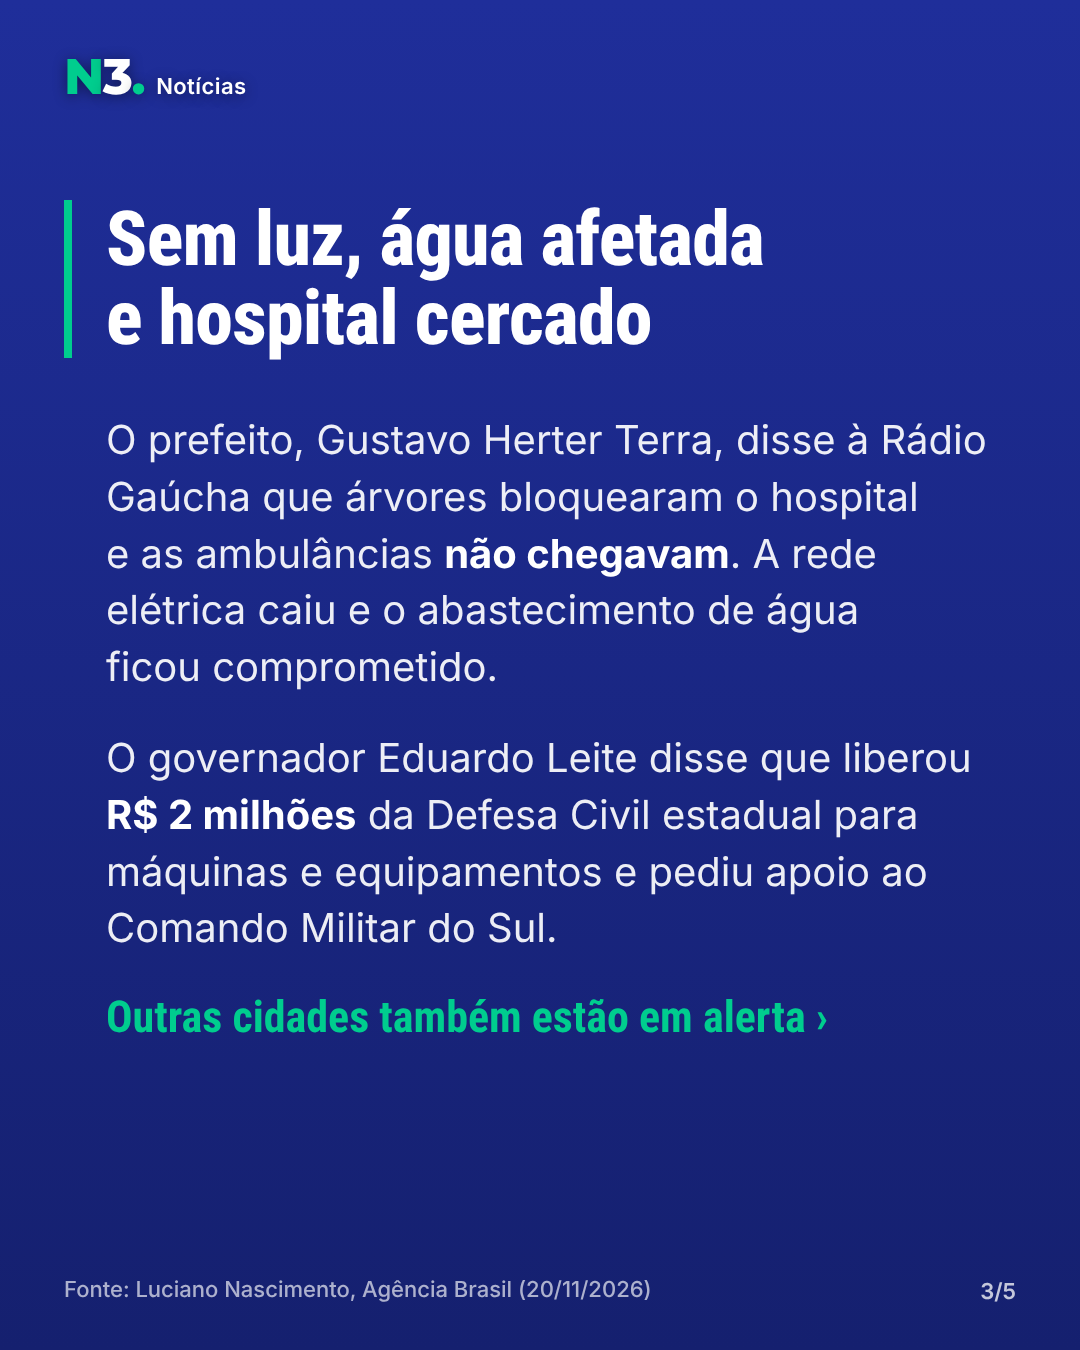 N3. Notícias
Sem luz, água afetada
e hospital cercado
O prefeito, Gustavo Herter Terra, disse à Rádio
Gaúcha que árvores bloquearam o hospital
e as ambulâncias não chegavam. A rede
elétrica caiu e o abastecimento de água
ficou comprometido.
O governador Eduardo Leite disse que liberou
R$ 2 milhões da Defesa Civil estadual para
máquinas e equipamentos e pediu apoio ao
Comando Militar do Sul.
Outras cidades também estão em alerta ›
Fonte: Luciano Nascimento, Agência Brasil (20/11/2026)
3/5